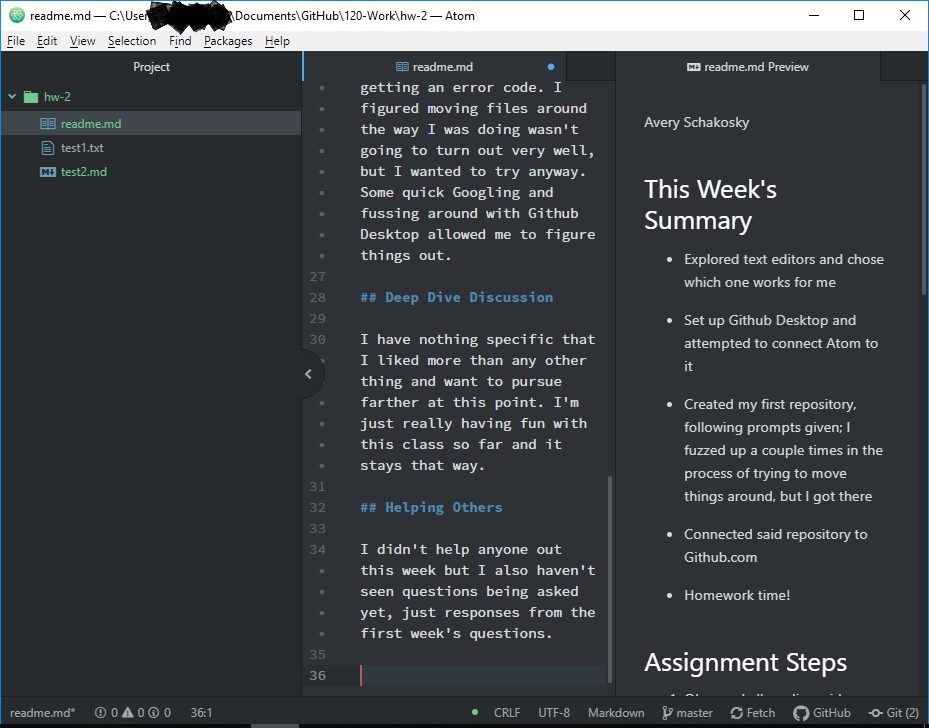 readme.md — C:\User \Documents\GitHub\120-Work\hw-2 — Atom
File Edit View Selection Find Packages Help
Project
hw-2
readme.md
test1.txt
test2.md
readme.md
getting an error code. I
figured moving files around
the way I was doing wasn't
going to turn out very well,
but I wanted to try anyway.
Some quick Googling and
fussing around with Github
Desktop allowed me to figure
things out.
27
28 ## Deep Dive Discussion
29
30 I have nothing specific that
I liked more than any other
thing and want to pursue
farther at this point. I'm
just really having fun with
this class so far and it
stays that way.
31
32 ## Helping Others
33
34 I didn't help anyone out
this week but I also haven't
seen questions being asked
yet, just responses from the
first week's questions.
35
36
readme.md Preview
Avery Schakosky
This Week's
Summary
• Explored text editors and chose
which one works for me
• Set up Github Desktop and
attempted to connect Atom to
it
• Created my first repository,
following prompts given; I
fuzzed up a couple times in the
process of trying to move
things around, but I got there
• Connected said repository to
Github.com
• Homework time!
Assignment Steps
readme.md* 0 0 0 36:1 CRLF UTF-8 Markdown master Fetch GitHub Git (2)